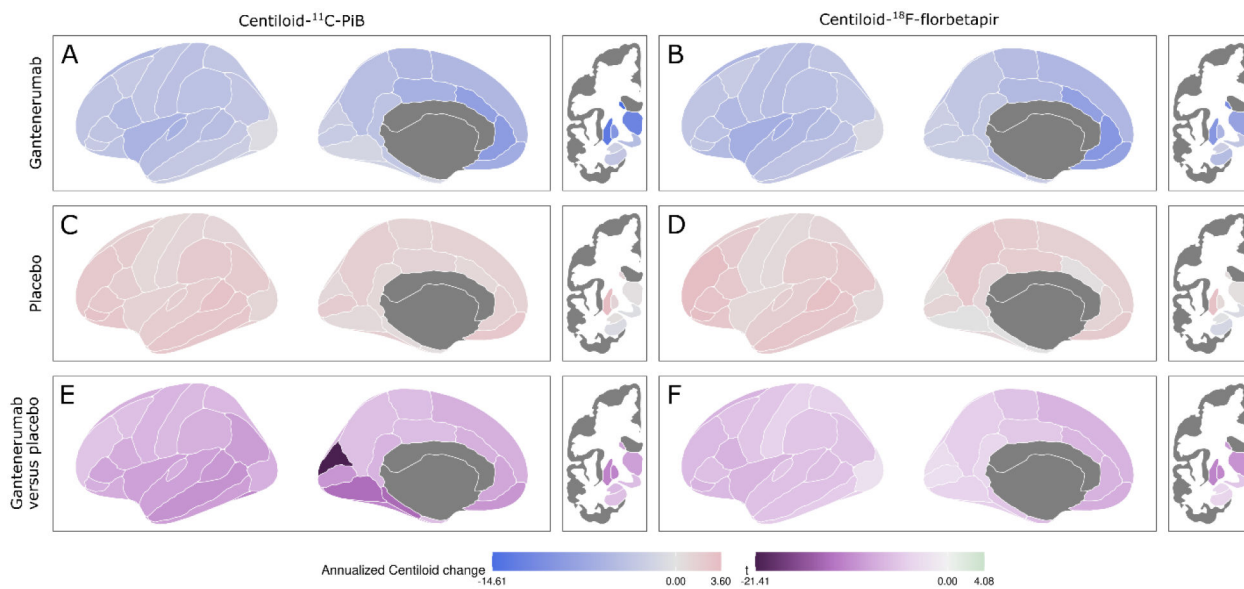 Centiloid-¹¹C-PiB
Centiloid-¹⁸F-florbetapir
Gantenerumab
A
B
Placebo
C
D
Gantenerumab
versus placebo
E
F
Annualized Centiloid change
-14.61
0.00
3.60
t
-21.41
0.00
4.08